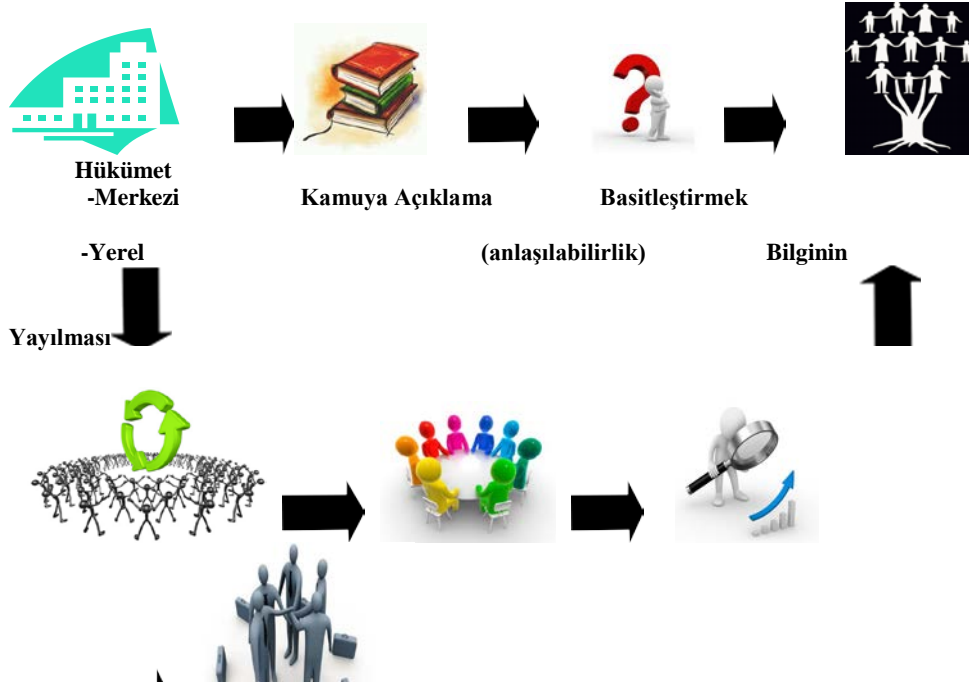 Hükümet
-Merkezi Kamuya Açıklama Basitleştirmek
-Yerel (anlaşılabilirlik) Bilginin
Yayılması